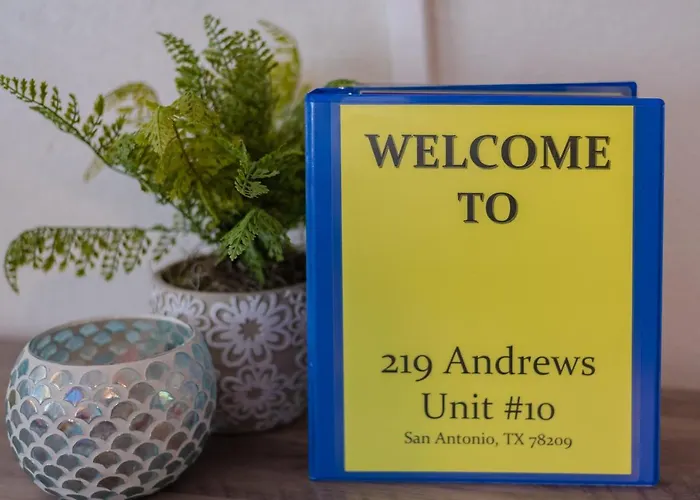 WELCOME
TO
219 Andrews
Unit #10
San Antonio, TX 78209